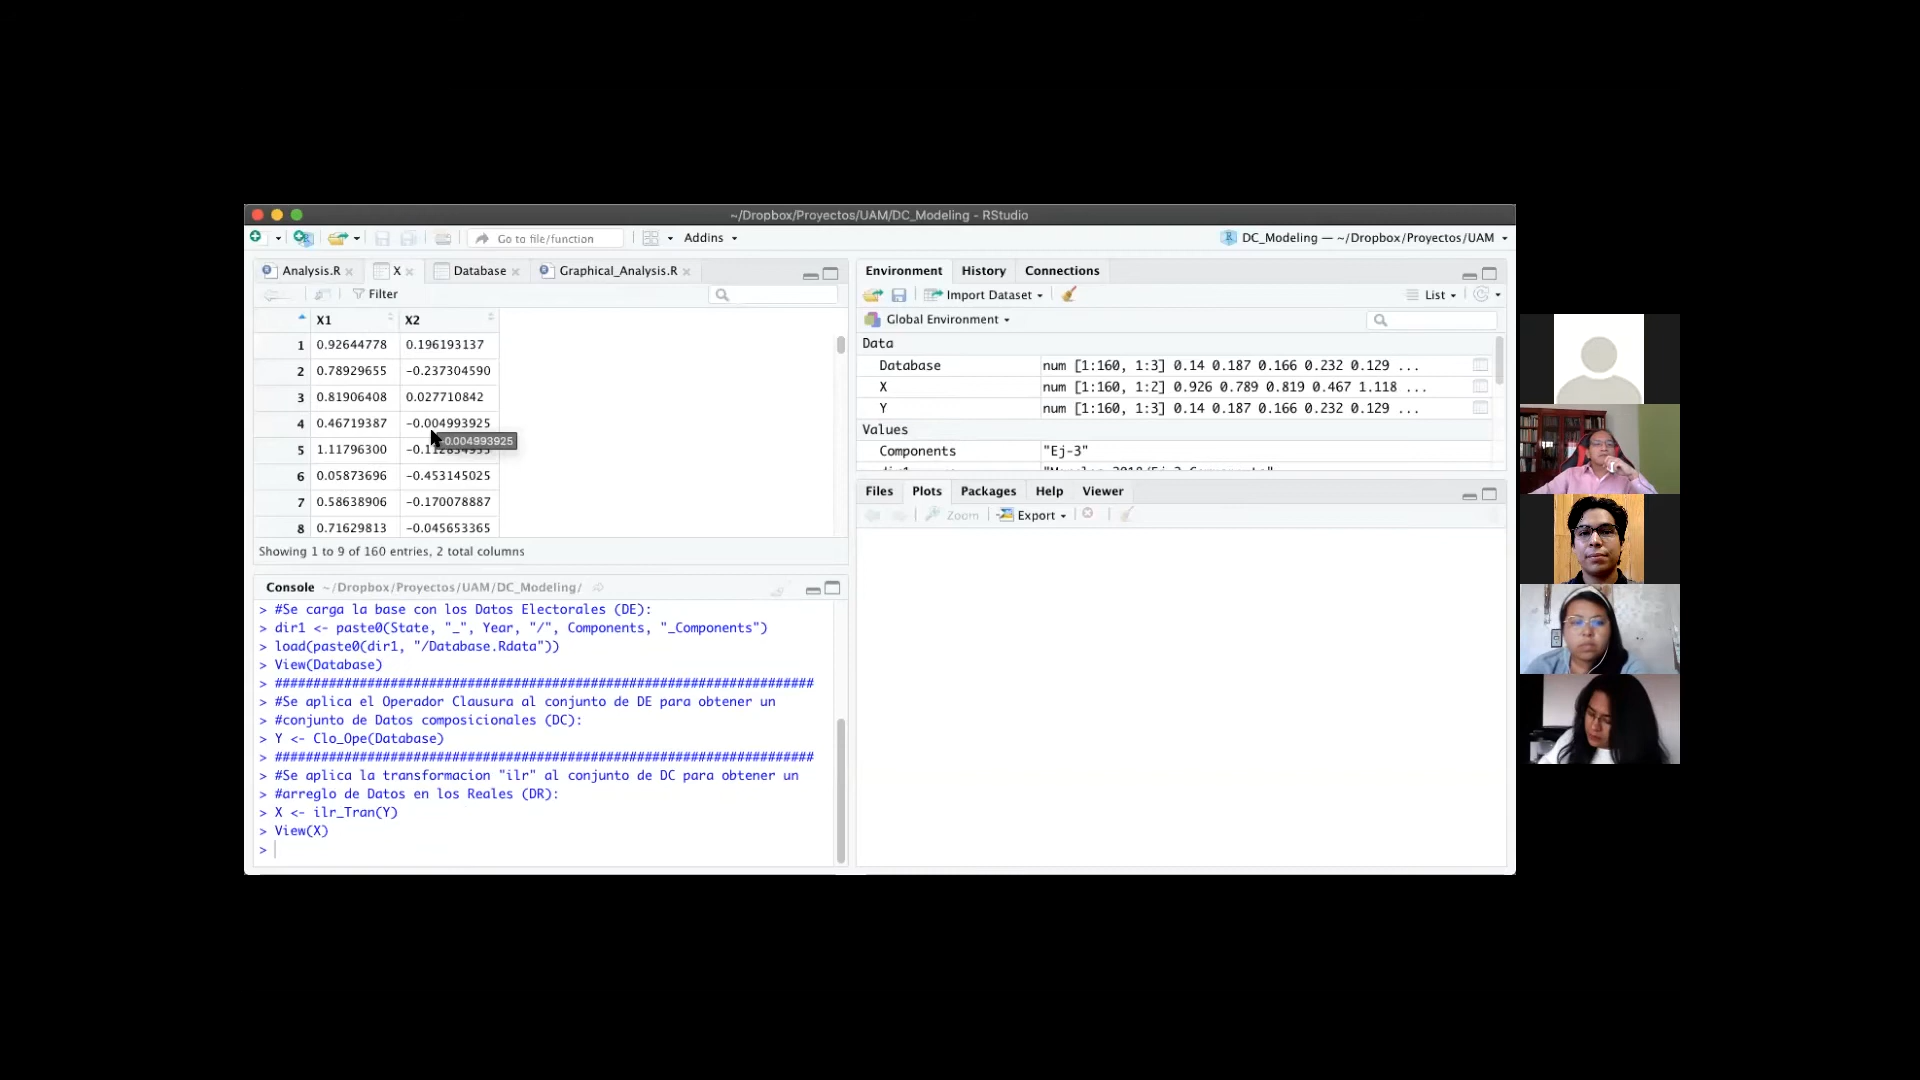 ~/Dropbox/Proyectos/UAM/DC_Modeling - RStudio
Go to file/function
Addins
DC_Modeling — ~/Dropbox/Proyectos/UAM
Analysis.R
X
Database
Graphical_Analysis.R
Filter
X1 X2
1 0.92644778 0.196193137
2 0.78929655 -0.237304590
3 0.81906408 0.027710842
4 0.46719387 -0.004993925
-0.004993925
5 1.11796300
6 0.05873696 -0.453145025
7 0.58638906 -0.170078887
8 0.71629813 -0.045653365
Showing 1 to 9 of 160 entries, 2 total columns
Console ~/Dropbox/Proyectos/UAM/DC_Modeling/
> #Se carga la base con los Datos Electorales (DE):
> dir1 <- paste0(State, "_", Year, "/", Components, "_Components")
> load(paste0(dir1, "/Database.Rdata"))
> View(Database)
> ######################################################################
> #Se aplica el Operador Clausura al conjunto de DE para obtener un
> #conjunto de Datos composicionales (DC):
> Y <- Clo_Ope(Database)
> ######################################################################
> #Se aplica la transformacion "ilr" al conjunto de DC para obtener un
> #arreglo de Datos en los Reales (DR):
> X <- ilr_Tran(Y)
> View(X)
>
Environment History Connections
Import Dataset
List
Global Environment
Data
Database num [1:160, 1:3] 0.14 0.187 0.166 0.232 0.129 ...
X num [1:160, 1:2] 0.926 0.789 0.819 0.467 1.118 ...
Y num [1:160, 1:3] 0.14 0.187 0.166 0.232 0.129 ...
Values
Components "Ej-3"
Files Plots Packages Help Viewer
Zoom Export